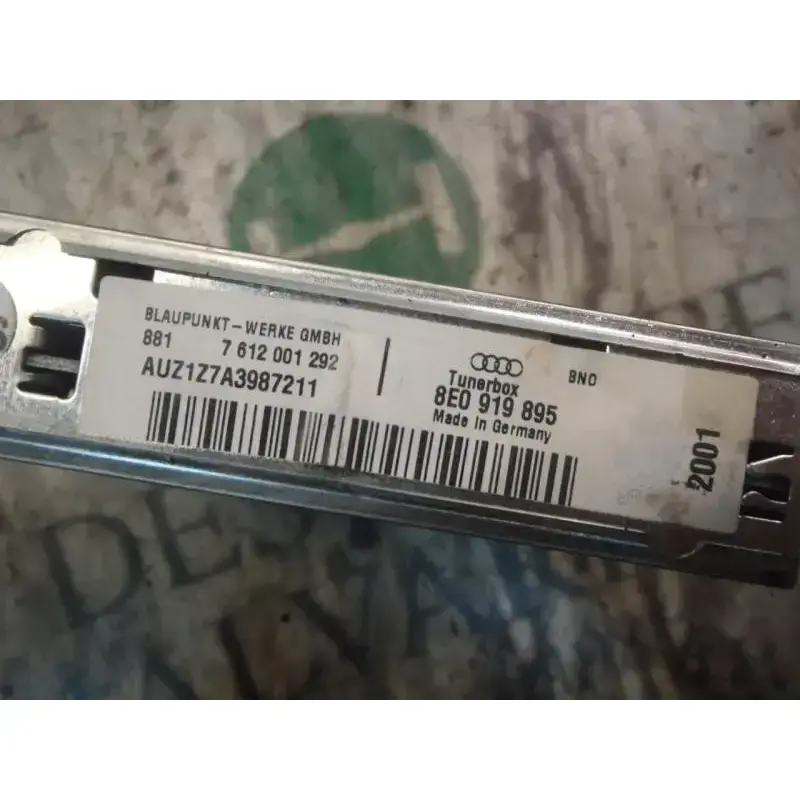 BLAUPUNKT-WERKE GMBH
881 7 612 001 292
AUZ1Z7A3987211
BNO
Tunerbox
8E0 919 895
Made in Germany
2001